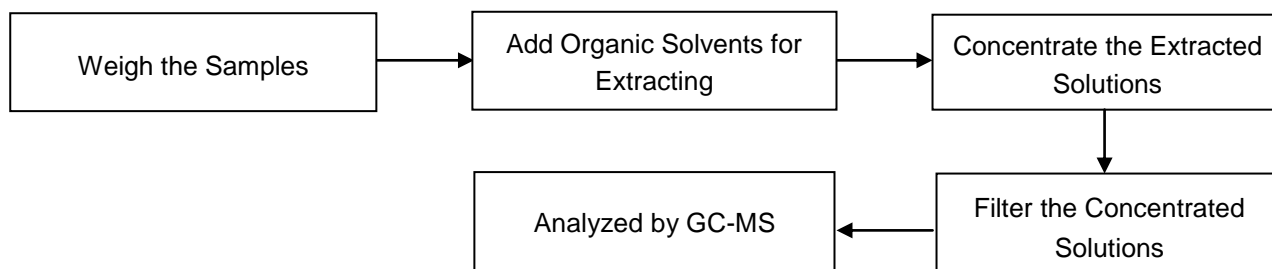 Weigh the Samples
Add Organic Solvents for
Extracting
Concentrate the Extracted
Solutions
Filter the Concentrated
Solutions
Analyzed by GC-MS